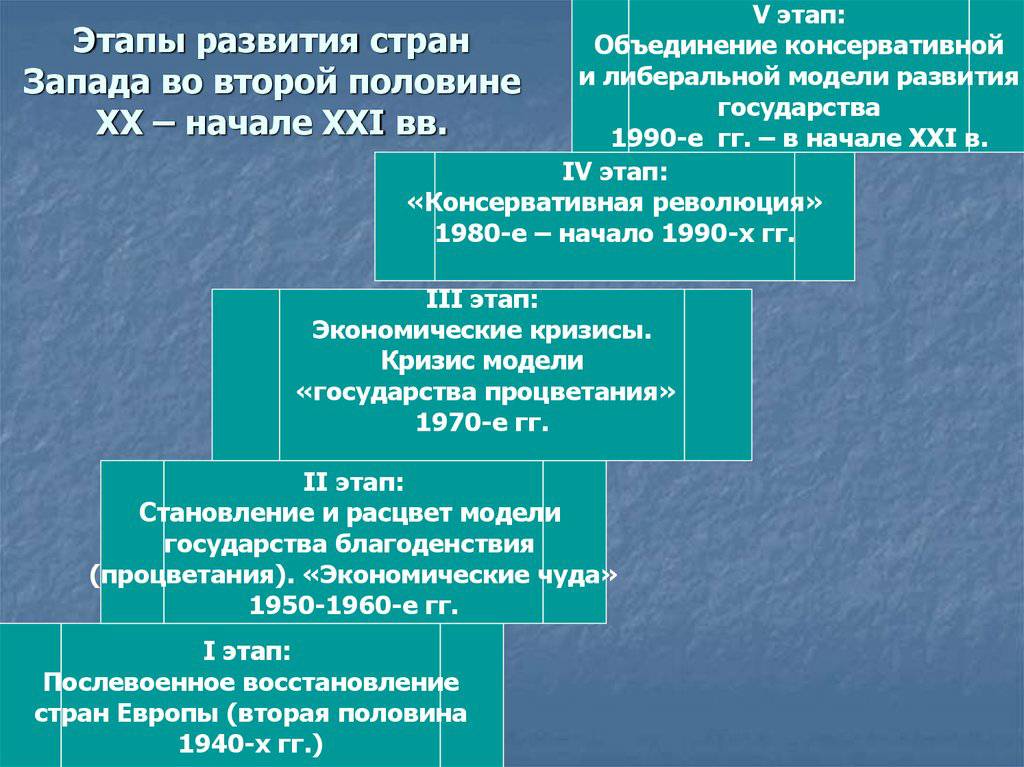 Этапы развития стран
Запада во второй половине
XX – начале XXI вв.
V этап:
Объединение консервативной
и либеральной модели развития
государства
1990-е гг. – в начале XXI в.
IV этап:
«Консервативная революция»
1980-е – начало 1990-х гг.
III этап:
Экономические кризисы.
Кризис модели
«государства процветания»
1970-е гг.
II этап:
Становление и расцвет модели
государства благоденствия
(процветания). «Экономические чуда»
1950-1960-е гг.
I этап:
Послевоенное восстановление
стран Европы (вторая половина
1940-х гг.)